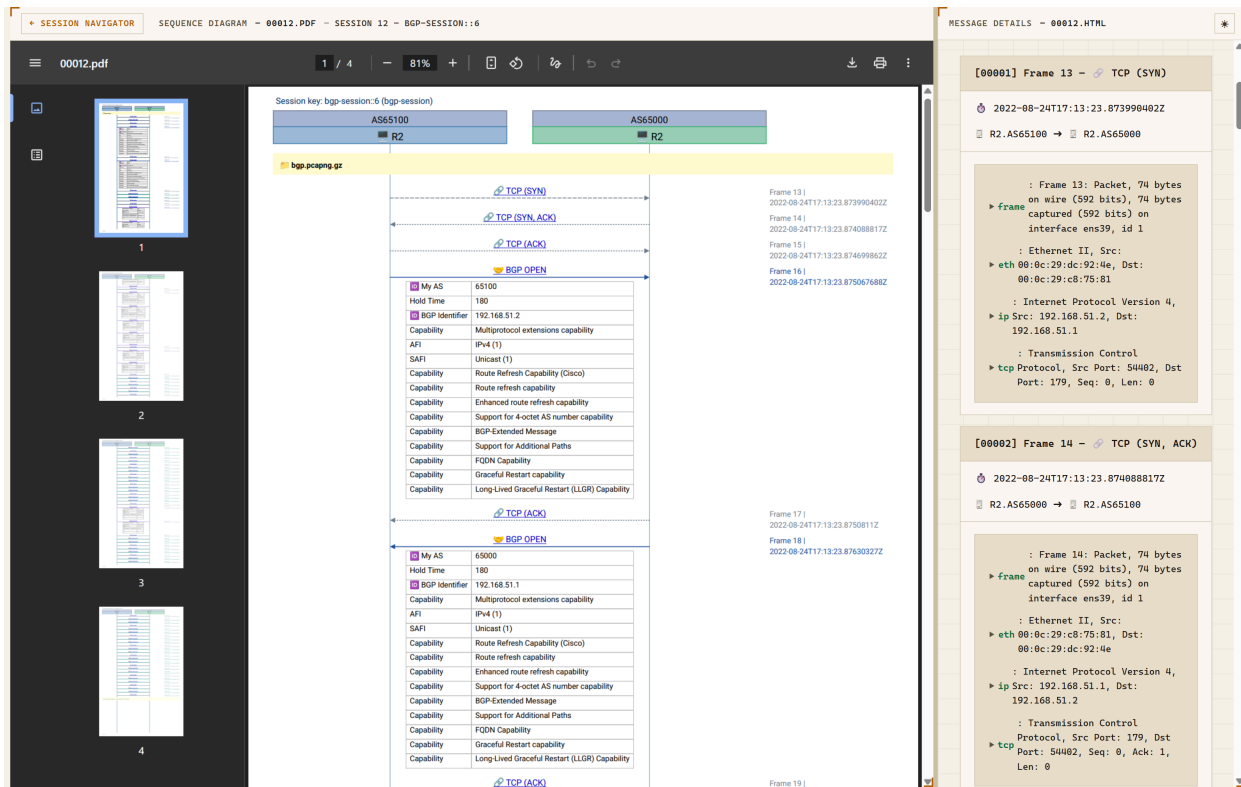 ← SESSION NAVIGATOR
SEQUENCE DIAGRAM — 00012.PDF — SESSION 12 — BGP-SESSION::6
00012.pdf
1 / 4
81%
1
2
3
4
Session key: bgp-session::6 (bgp-session)
AS65100
AS65000
R2
R2
bgp.pcapng.gz
TCP (SYN)
Frame 13 |
2022-08-24T17:13:23.873990402Z
TCP (SYN, ACK)
Frame 14 |
2022-08-24T17:13:23.874088817Z
TCP (ACK)
Frame 15 |
2022-08-24T17:13:23.874699862Z
BGP OPEN
Frame 16 |
2022-08-24T17:13:23.875067688Z
ID My AS 65100
Hold Time 180
ID BGP Identifier 192.168.51.2
Capability Multiprotocol extensions capability
AFI IPv4 (1)
SAFI Unicast (1)
Capability Route Refresh Capability (Cisco)
Capability Route refresh capability
Capability Enhanced route refresh capability
Capability Support for 4-octet AS number capability
Capability BGP-Extended Message
Capability Support for Additional Paths
Capability FQDN Capability
Capability Graceful Restart capability
Capability Long-Lived Graceful Restart (LLGR) Capability
TCP (ACK)
Frame 17 |
2022-08-24T17:13:23.8750811Z
BGP OPEN
Frame 18 |
2022-08-24T17:13:23.87630327Z
ID My AS 65000
Hold Time 180
ID BGP Identifier 192.168.51.1
Capability Multiprotocol extensions capability
AFI IPv4 (1)
SAFI Unicast (1)
Capability Route Refresh Capability (Cisco)
Capability Route refresh capability
Capability Enhanced route refresh capability
Capability Support for 4-octet AS number capability
Capability BGP-Extended Message
Capability Support for Additional Paths
Capability FQDN Capability
Capability Graceful Restart capability
Capability Long-Lived Graceful Restart (LLGR) Capability
TCP (ACK)
Frame 19 |
MESSAGE DETAILS — 00012.HTML
[00001] Frame 13 — TCP (SYN)
2022-08-24T17:13:23.873990402Z
R2.AS65100 → R2.AS65000
▸ frame : Frame 13: Packet, 74 bytes
on wire (592 bits), 74 bytes
captured (592 bits) on
interface ens39, id 1
▸ eth : Ethernet II, Src:
00:0c:29:dc:92:4e, Dst:
00:0c:29:c8:75:81
▸ ip : Internet Protocol Version 4,
Src: 192.168.51.2, Dst:
192.168.51.1
▸ tcp : Transmission Control
Protocol, Src Port: 54402, Dst
Port: 179, Seq: 0, Len: 0
[00002] Frame 14 — TCP (SYN, ACK)
2022-08-24T17:13:23.874088817Z
R2.AS65000 → R2.AS65100
▸ frame : Frame 14: Packet, 74 bytes
on wire (592 bits), 74 bytes
captured (592 bits) on
interface ens39, id 1
▸ eth : Ethernet II, Src:
00:0c:29:c8:75:81, Dst:
00:0c:29:dc:92:4e
▸ ip : Internet Protocol Version 4,
Src: 192.168.51.1, Dst:
192.168.51.2
▸ tcp : Transmission Control
Protocol, Src Port: 179, Dst
Port: 54402, Seq: 0, Ack: 1,
Len: 0